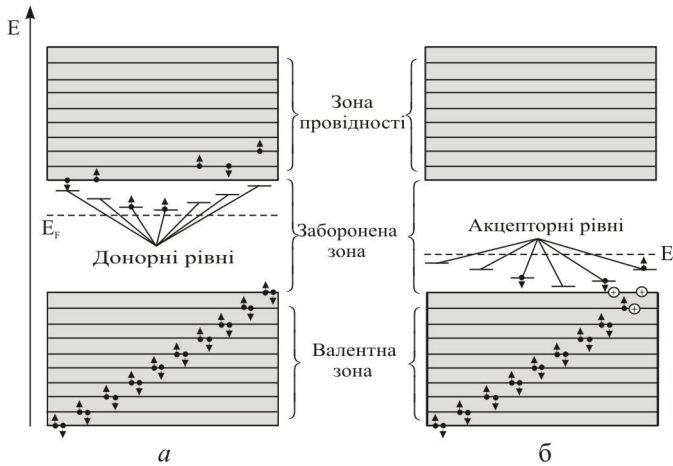 E
Зона
провідності
E_F
Донорні рівні
Заборонена
зона
Акцепторні рівні
E
Валентна
зона
+ +
+
а б